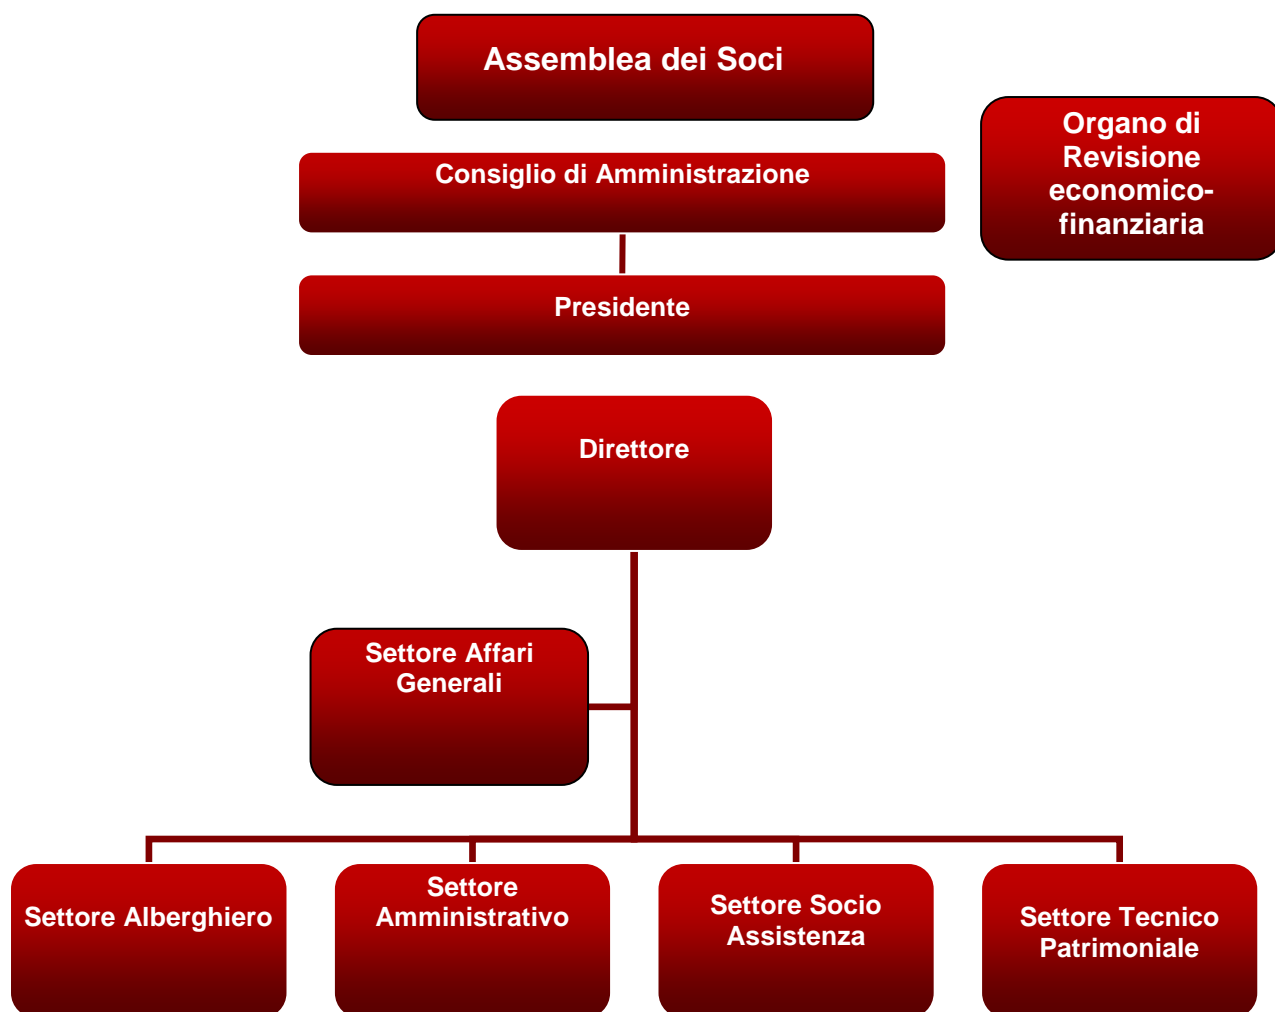 Assemblea dei Soci
Organo di
Revisione
economico-
finanziaria
Consiglio di Amministrazione
Presidente
Direttore
Settore Affari
Generali
Settore Alberghiero
Settore
Amministrativo
Settore Socio
Assistenza
Settore Tecnico
Patrimoniale